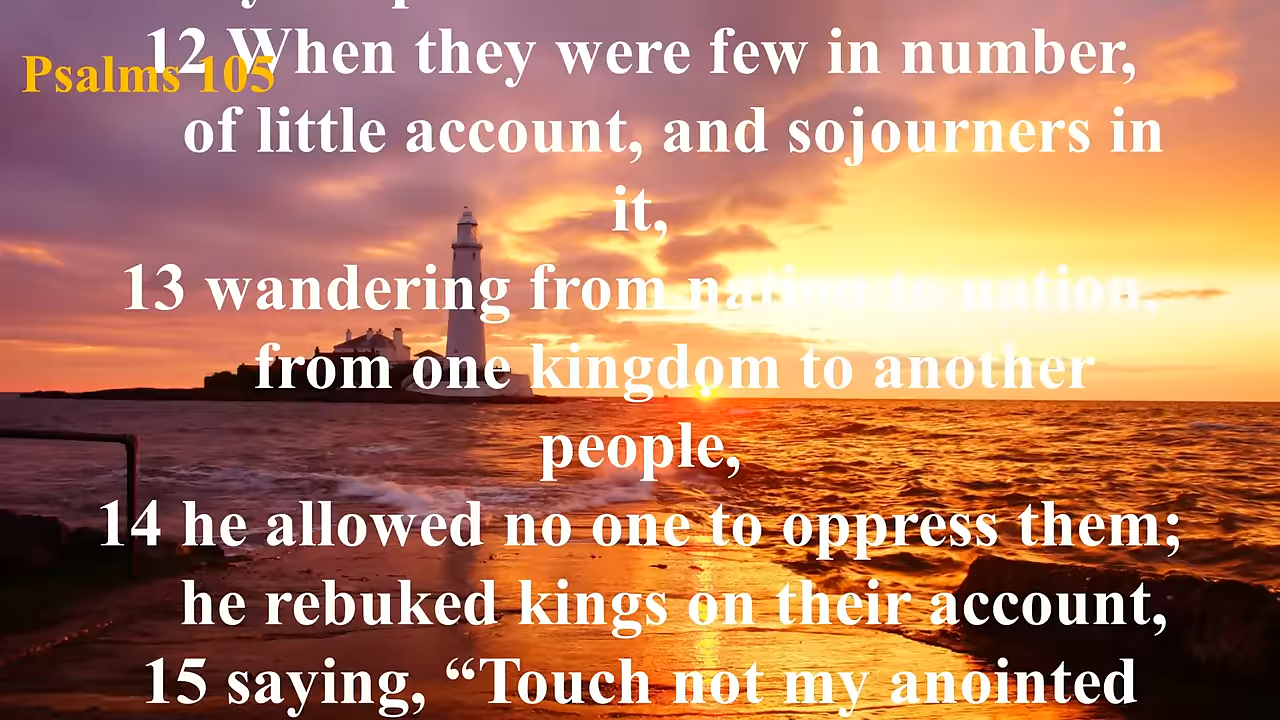 Psalms 105
12 When they were few in number,
of little account, and sojourners in
it,
13 wandering from nation to nation,
from one kingdom to another
people,
14 he allowed no one to oppress them;
he rebuked kings on their account,
15 saying, “Touch not my anointed